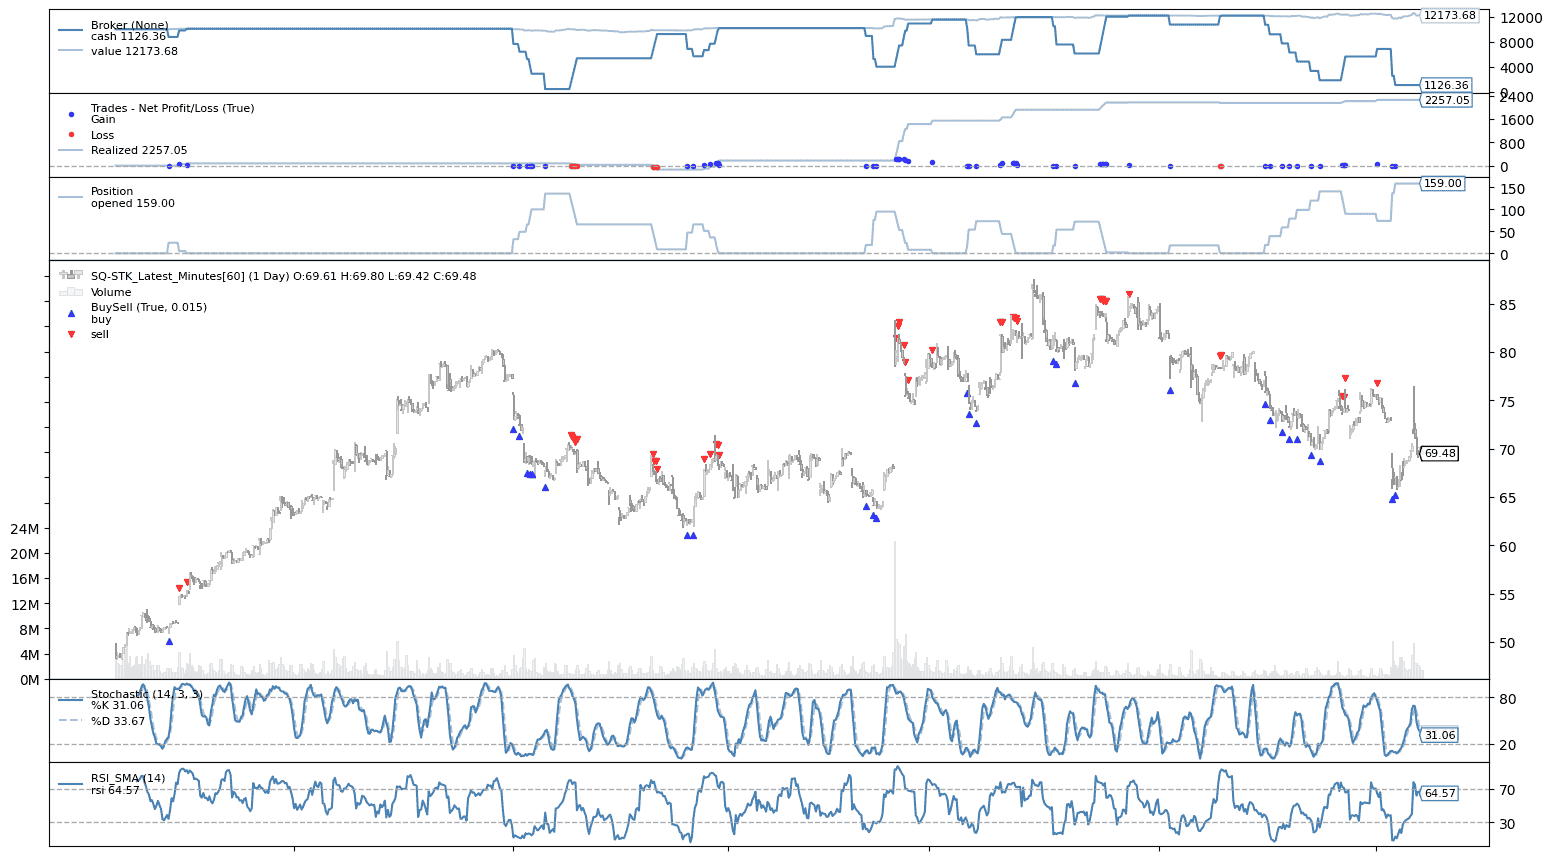 Broker (None)
cash 1126.36
value 12173.68
12173.68
12000
8000
4000
1126.36
0
Trades - Net Profit/Loss (True)
Gain
Loss
Realized 2257.05
2400
2257.05
1600
800
0
Position
opened 159.00
159.00
150
100
50
0
SQ-STK_Latest_Minutes[60] (1 Day) O:69.61 H:69.80 L:69.42 C:69.48
Volume
BuySell (True, 0.015)
buy
sell
85
80
75
70
69.48
65
60
55
50
24M
20M
16M
12M
8M
4M
0M
Stochastic (14, 3, 3)
%K 31.06
%D 33.67
80
31.06
20
RSI_SMA(14)
rsi 64.57
70
64.57
30